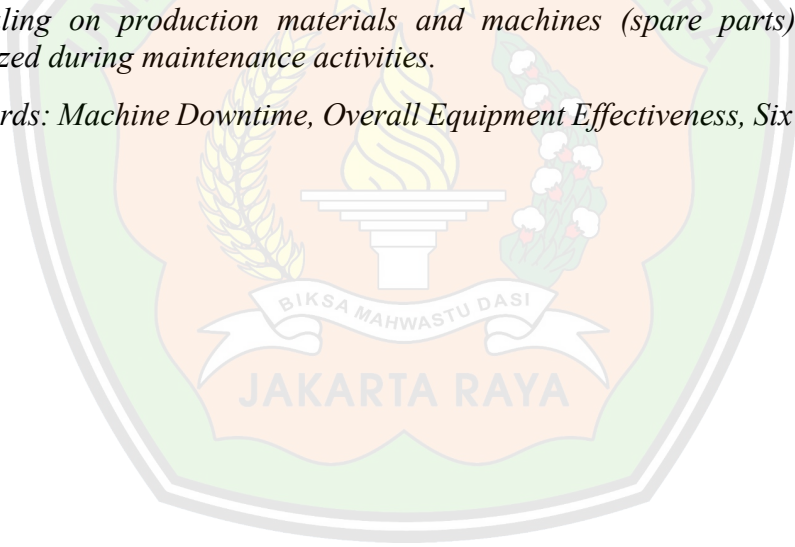 ling on production materials and machines (spare parts)
zed during maintenance activities.
rds: Machine Downtime, Overall Equipment Effectiveness, Six
BIKSA MAHWASTU DASI
JAKARTA RAYA